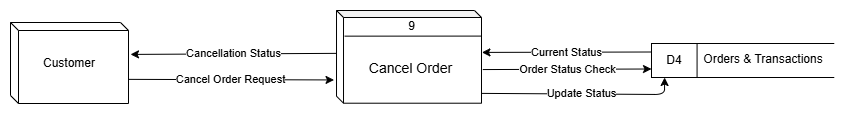 9
Customer
Cancellation Status
Cancel Order Request
Cancel Order
Current Status
Order Status Check
Update Status
D4
Orders & Transactions